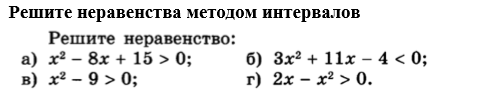 Решите неравенства методом интервалов
Решите неравенство:
а) x² – 8x + 15 > 0; б) 3x² + 11x – 4 < 0;
в) x² – 9 > 0; г) 2x – x² > 0.